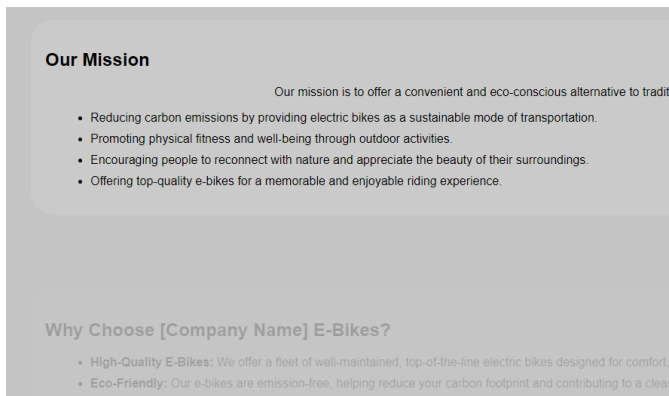 Our Mission
Our mission is to offer a convenient and eco-conscious alternative to
Reducing carbon emissions by providing electric bikes as a sustainable mode of transportation.
Promoting physical fitness and well-being through outdoor activities.
Encouraging people to reconnect with nature and appreciate the beauty of their surroundings.
Offering top-quality e-bikes for a memorable and enjoyable riding experience.
Why Choose [Company Name] E-Bikes?
High-Quality E-Bikes: We offer a fleet of well-maintained, top-of-the-line electric bikes designed for comfort,
Eco-Friendly: Our e-bikes are emission-free, helping reduce your carbon footprint and contributing to a